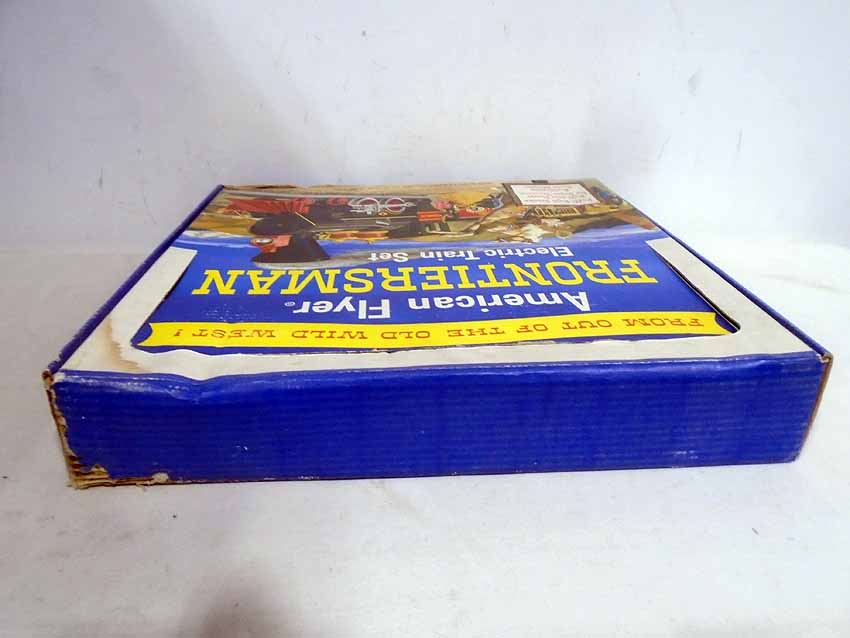 FROM OUT OF THE OLD WILD WEST!
American Flyer®
FRONTIERSMAN
Electric Train Set